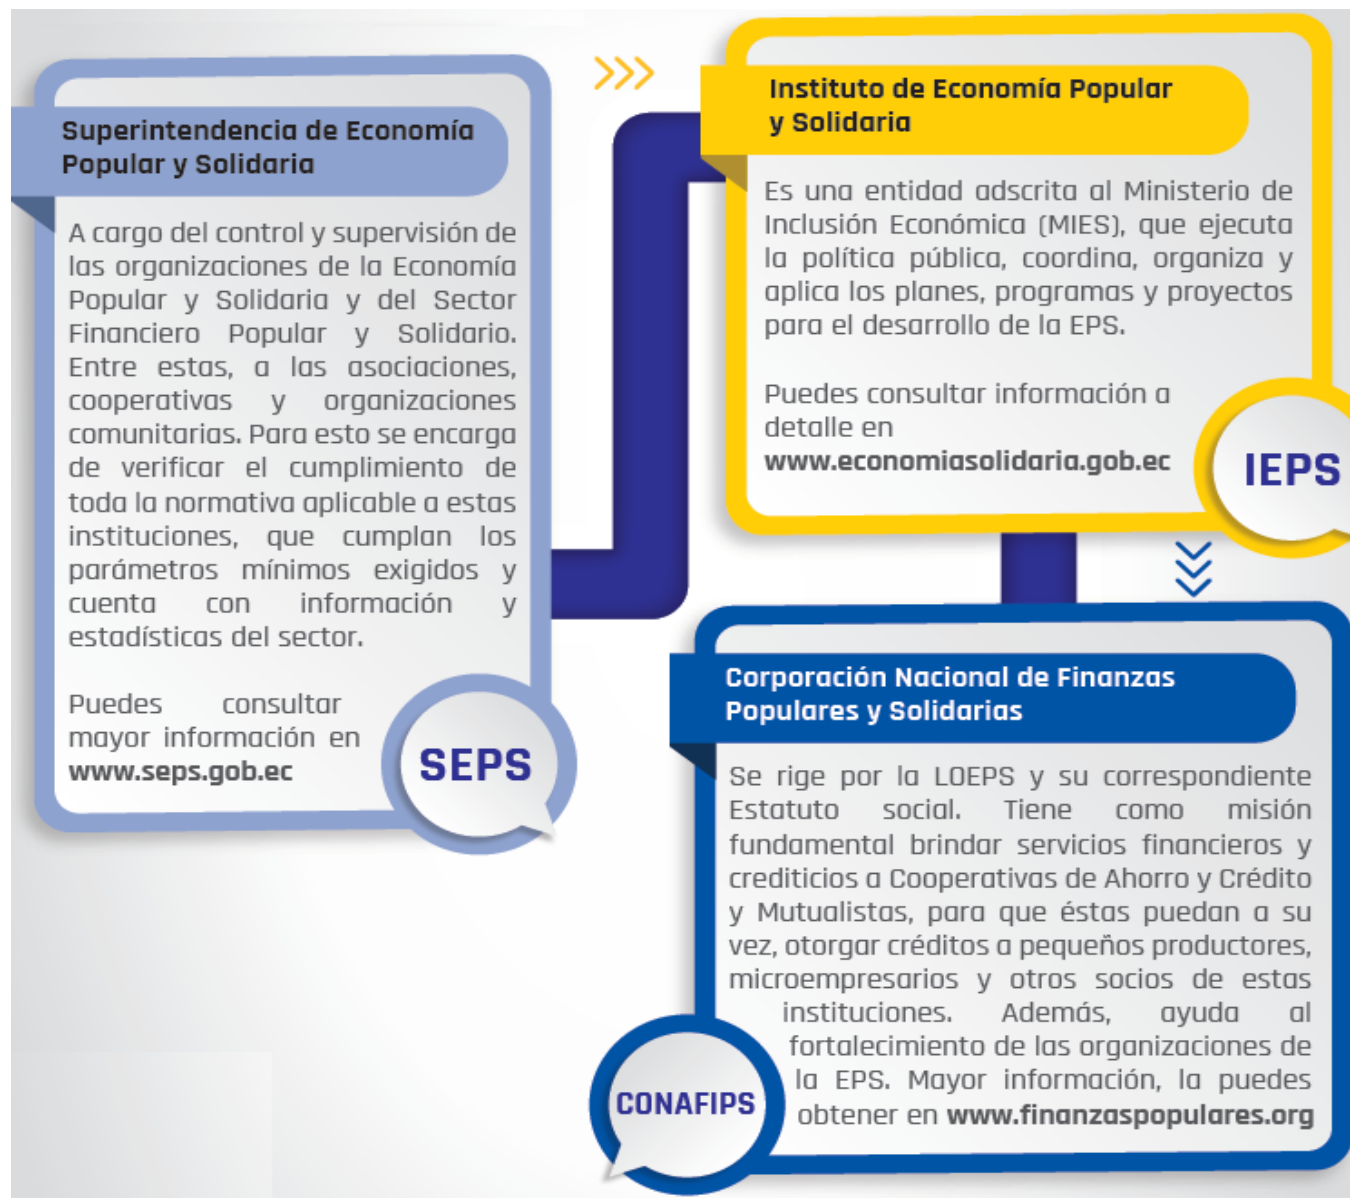 Superintendencia de Economía
Popular y Solidaria
A cargo del control y supervisión de
las organizaciones de la Economía
Popular y Solidaria y del Sector
Financiero Popular y Solidario.
Entre estas, a las asociaciones,
cooperativas y organizaciones
comunitarias. Para esto se encarga
de verificar el cumplimiento de
toda la normativa aplicable a estas
instituciones, que cumplan los
parámetros mínimos exigidos y
cuenta con información y
estadísticas del sector.
Puedes consultar
mayor información en
www.seps.gob.ec
SEPS
Instituto de Economía Popular
y Solidaria
Es una entidad adscrita al Ministerio de
Inclusión Económica (MIES), que ejecuta
la política pública, coordina, organiza y
aplica los planes, programas y proyectos
para el desarrollo de la EPS.
Puedes consultar información a
detalle en
www.economiasolidaria.gob.ec
IEPS
Corporación Nacional de Finanzas
Populares y Solidarias
Se rige por la LOEPS y su correspondiente
Estatuto social. Tiene como misión
fundamental brindar servicios financieros y
crediticios a Cooperativas de Ahorro y Crédito
y Mutualistas, para que éstas puedan a su
vez, otorgar créditos a pequeños productores,
microempresarios y otros socios de estas
instituciones. Además, ayuda al
fortalecimiento de las organizaciones de
la EPS. Mayor información, la puedes
obtener en www.finanzaspopulares.org
CONAFIPS